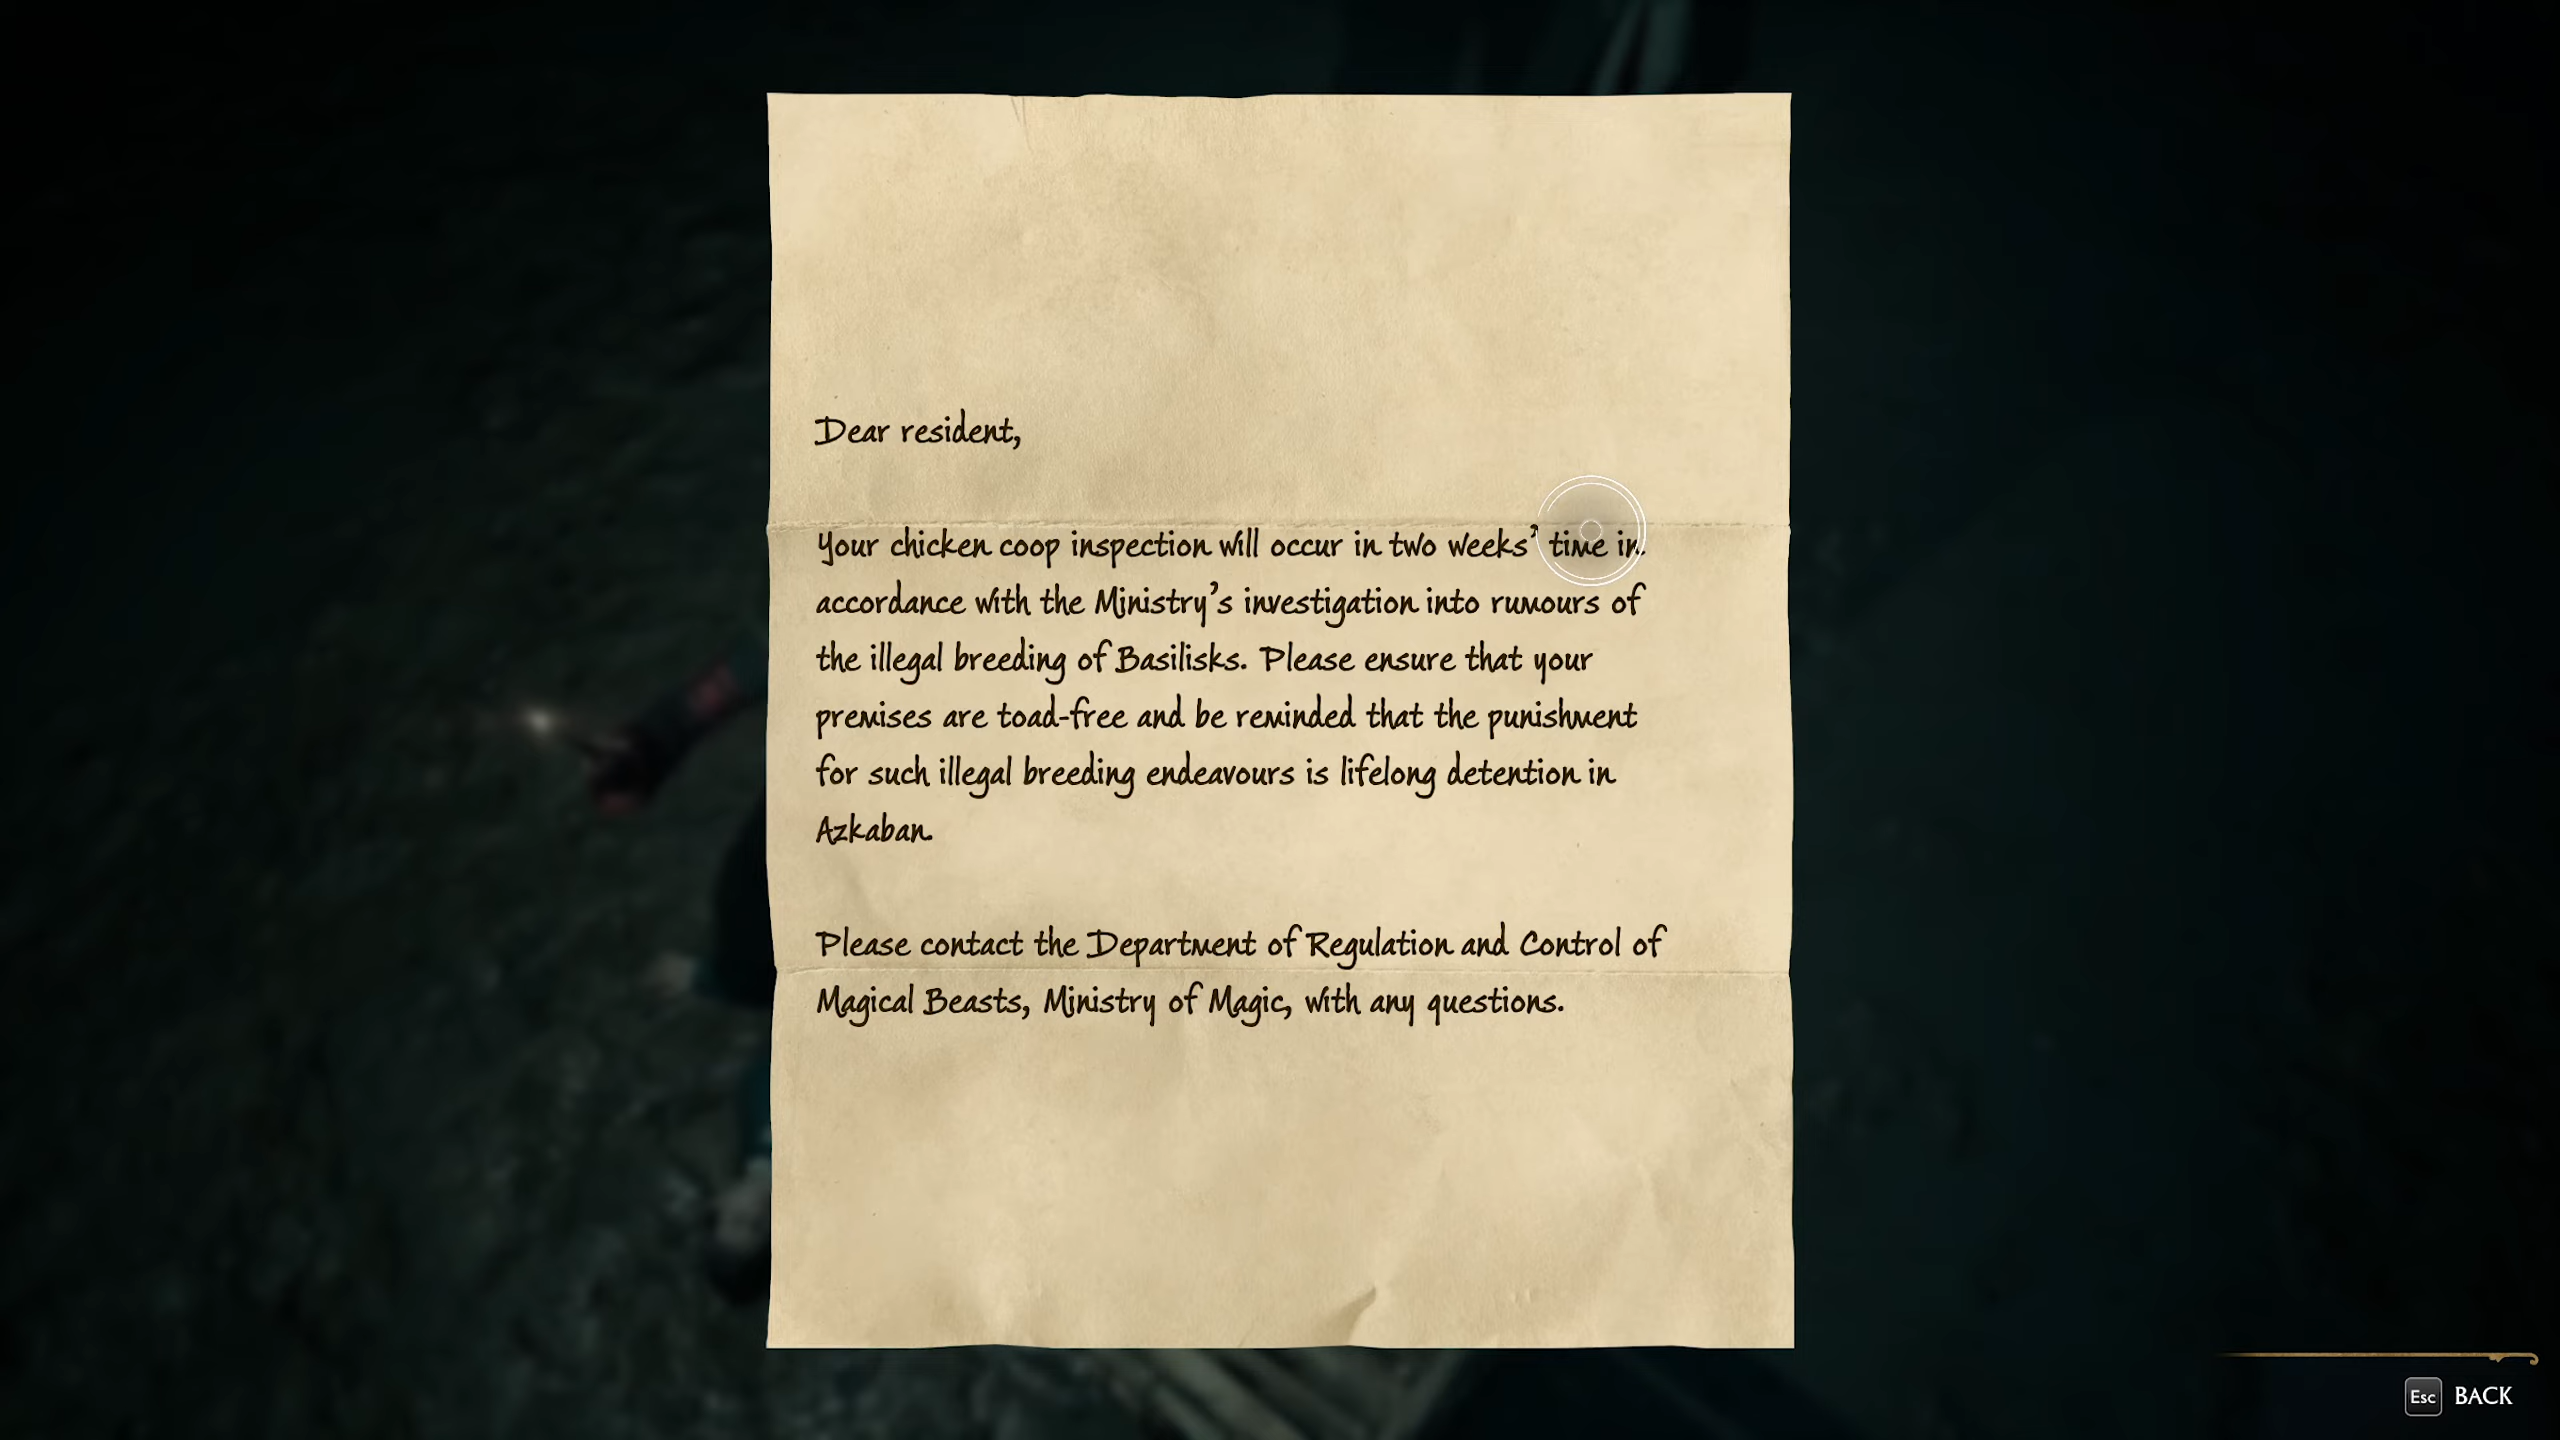 Dear resident,
Your chicken coop inspection will occur in two weeks’ time in
accordance with the Ministry’s investigation into rumours of
the illegal breeding of Basilisks. Please ensure that your
premises are toad-free and be reminded that the punishment
for such illegal breeding endeavours is lifelong detention in
Azkaban.
Please contact the Department of Regulation and Control of
Magical Beasts, Ministry of Magic, with any questions.
Esc BACK